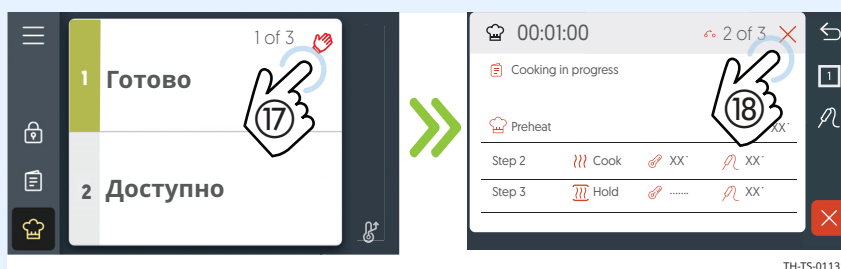 1 of 3
1 Готово
17
2 Доступно
00:01:00 2 of 3
Cooking in progress
1
18
Preheat XX˚
Step 2 Cook XX˚ XX˚
Step 3 Hold ....... XX˚
TH-TS-0113